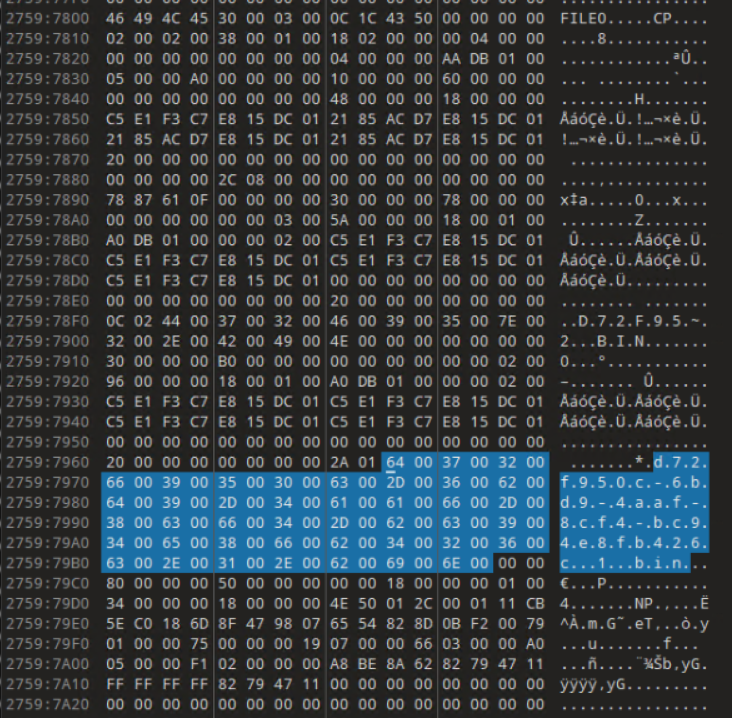 2759:7800 46 49 4C 45 30 00 03 00 0C 1C 43 50 00 00 00 00 FILE0.....CP....
2759:7810 02 00 02 00 38 00 01 00 18 02 00 00 00 04 00 00 ....8...........
2759:7820 00 00 00 00 00 00 00 00 04 00 00 00 AA DB 01 00 ............ªÛ..
2759:7830 05 00 00 A0 00 00 00 00 10 00 00 00 60 00 00 00 ... ........`...
2759:7840 00 00 00 00 00 00 00 00 48 00 00 00 18 00 00 00 ........H.......
2759:7850 C5 E1 F3 C7 E8 15 DC 01 21 85 AC D7 E8 15 DC 01 ÅáóÇè.Ü.!…¬×è.Ü.
2759:7860 21 85 AC D7 E8 15 DC 01 21 85 AC D7 E8 15 DC 01 !…¬×è.Ü.!…¬×è.Ü.
2759:7870 20 00 00 00 00 00 00 00 00 00 00 00 00 00 00 00 ...............
2759:7880 00 00 00 00 2C 08 00 00 00 00 00 00 00 00 00 00 ....,...........
2759:7890 78 87 61 0F 00 00 00 00 30 00 00 00 78 00 00 00 x‡a.....0...x...
2759:78A0 00 00 00 00 00 00 03 00 5A 00 00 00 18 00 01 00 ........Z.......
2759:78B0 A0 DB 01 00 00 00 02 00 C5 E1 F3 C7 E8 15 DC 01 Û......ÅáóÇè.Ü.
2759:78C0 C5 E1 F3 C7 E8 15 DC 01 C5 E1 F3 C7 E8 15 DC 01 ÅáóÇè.Ü.ÅáóÇè.Ü.
2759:78D0 C5 E1 F3 C7 E8 15 DC 01 00 00 00 00 00 00 00 00 ÅáóÇè.Ü.........
2759:78E0 00 00 00 00 00 00 00 00 20 00 00 00 00 00 00 00 ........ .......
2759:78F0 0C 02 44 00 37 00 32 00 46 00 39 00 35 00 7E 00 ..D.7.2.F.9.5.~.
2759:7900 32 00 2E 00 42 00 49 00 4E 00 00 00 00 00 00 00 2...B.I.N.......
2759:7910 30 00 00 00 B0 00 00 00 00 00 00 00 00 00 02 00 0...°...........
2759:7920 96 00 00 00 18 00 01 00 A0 DB 01 00 00 00 02 00 –....... Û......
2759:7930 C5 E1 F3 C7 E8 15 DC 01 C5 E1 F3 C7 E8 15 DC 01 ÅáóÇè.Ü.ÅáóÇè.Ü.
2759:7940 C5 E1 F3 C7 E8 15 DC 01 C5 E1 F3 C7 E8 15 DC 01 ÅáóÇè.Ü.ÅáóÇè.Ü.
2759:7950 00 00 00 00 00 00 00 00 00 00 00 00 00 00 00 00 ................
2759:7960 20 00 00 00 00 00 00 00 2A 01 64 00 37 00 32 00 .......*.d.7.2.
2759:7970 66 00 39 00 35 00 30 00 63 00 2D 00 36 00 62 00 f.9.5.0.c.-.6.b.
2759:7980 64 00 39 00 2D 00 34 00 61 00 61 00 66 00 2D 00 d.9.-.4.a.a.f.-.
2759:7990 38 00 63 00 66 00 34 00 2D 00 62 00 63 00 39 00 8.c.f.4.-.b.c.9.
2759:79A0 34 00 65 00 38 00 66 00 62 00 34 00 32 00 36 00 4.e.8.f.b.4.2.6.
2759:79B0 63 00 2E 00 31 00 2E 00 62 00 69 00 6E 00 00 00 c...1...b.i.n...
2759:79C0 80 00 00 00 50 00 00 00 00 00 18 00 00 00 01 00 €...P...........
2759:79D0 34 00 00 00 18 00 00 00 4E 50 01 2C 00 01 11 CB 4.......NP.,...Ë
2759:79E0 5E C0 18 6D 8F 47 98 07 65 54 82 8D 0B F2 00 79 ^À.m.G˜.eT‚..ò.y
2759:79F0 01 00 00 75 00 00 00 19 07 00 00 66 03 00 00 A0 ...u.......f...
2759:7A00 05 00 00 F1 02 00 00 00 A8 BE 8A 62 82 79 47 11 ...ñ....¨¾Šb‚yG.
2759:7A10 FF FF FF FF 82 79 47 11 00 00 00 00 00 00 00 00 ÿÿÿÿ‚yG.........
2759:7A20 00 00 00 00 00 00 00 00 00 00 00 00 00 00 00 00 ................